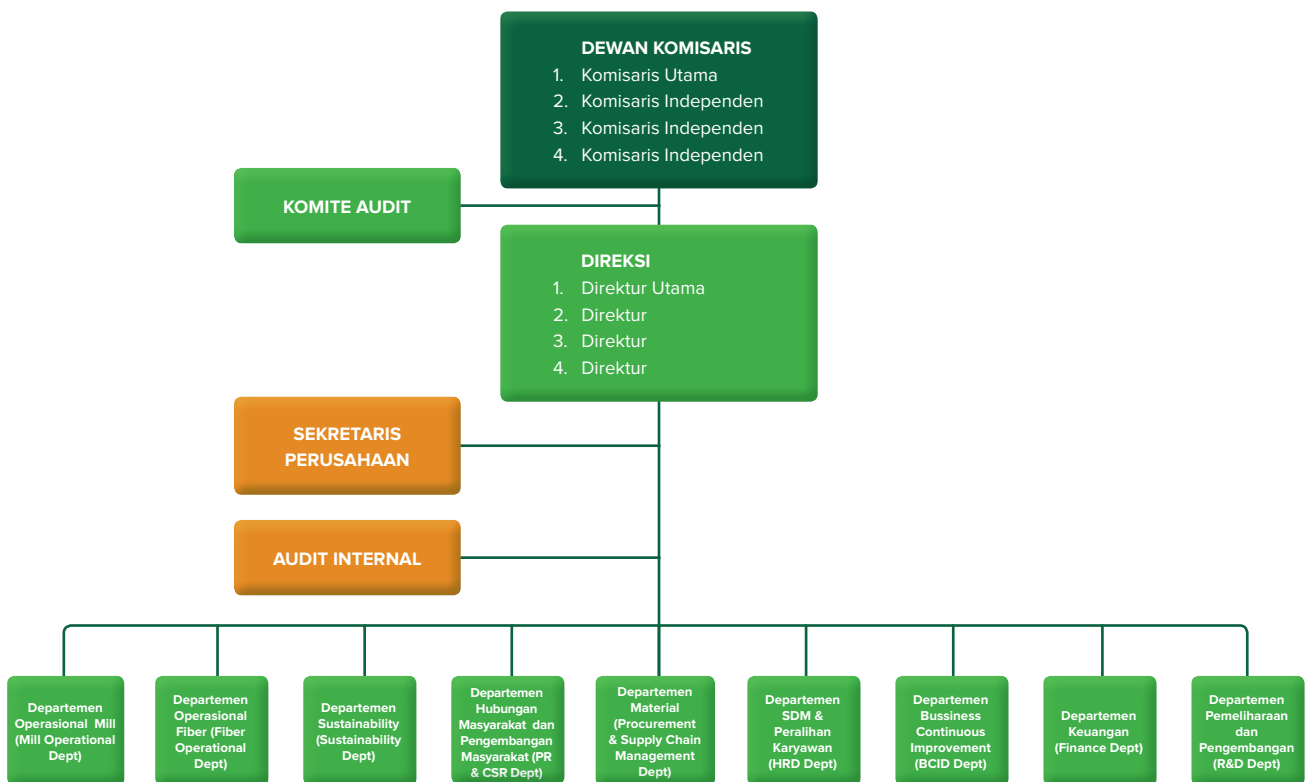 DEWAN KOMISARIS
1. Komisaris Utama
2. Komisaris Independen
3. Komisaris Independen
4. Komisaris Independen
KOMITE AUDIT
DIREKSI
1. Direktur Utama
2. Direktur
3. Direktur
4. Direktur
SEKRETARIS
PERUSAHAAN
AUDIT INTERNAL
Departemen
Operasional Mill
(Mill Operational
Dept)
Departemen
Operasional
Fiber (Fiber
Operational
Dept)
Departemen
Sustainability
(Sustainability
Dept)
Departemen
Hubungan
Masyarakat dan
Pengembangan
Masyarakat (PR
& CSR Dept)
Departemen
Material
(Procurement
& Supply Chain
Management
Dept)
Departemen
SDM &
Peralihan
Karyawan
(HRD Dept)
Departemen
Bussiness
Continuous
Improvement
(BCID Dept)
Departemen
Keuangan
(Finance Dept)
Departemen
Pemeliharaan
dan
Pengembangan
(R&D Dept)